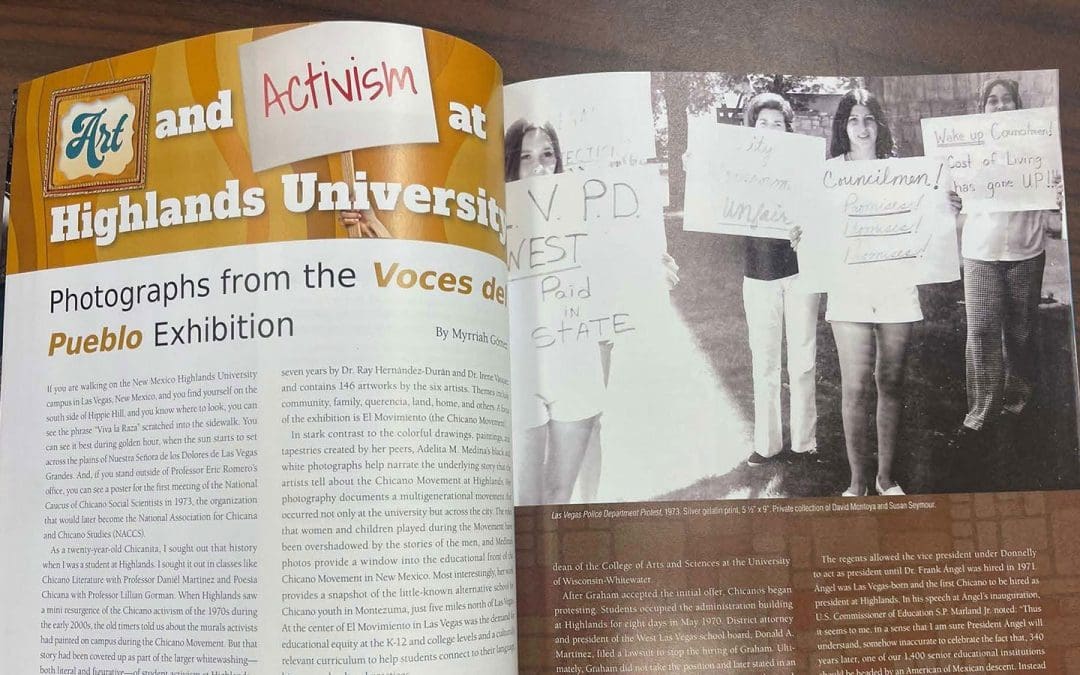 Art and Activism at
Highlands University
Photographs from the Voces del
Pueblo Exhibition
By Myrriah
If you are walking on the New Mexico Highlands University
campus in Las Vegas, New Mexico, and you find yourself on the
south side of Hippie Hill, and you know where to look, you can
see the phrase “Viva la Raza” scratched into the sidewalk. You
can see it best during golden hour, when the sun starts to set
across the plains of Nuestra Señora de los Dolores de Las Vegas
Grandes. And, if you stand outside of Professor Eric Romero’s
office, you can see a poster for the first meeting of the National
Caucus of Chicano Social Scientists in 1973, the organization
that would later become the National Association for Chicana
and Chicano Studies (NACCS).
As a twenty-year-old Chicanita, I sought out that history
when I was a student at Highlands. I sought it out in classes like
Chicano Literature with Professor Daniél Martinez and Poesia
Chicana with Professor Lillian Gorman. When Highlands saw
a mini resurgence of the Chicano activism of the 1970s during
the early 2000s, the old timers told us about the murals activists
had painted on campus during the Chicano Movement. But that
story had been covered up as part of the larger whitewashing—
both literal and figurative—of student activism at Highlands
seven years by Dr. Ray Hernández-Durán and Dr. Irene
and contains 146 artworks by the six artists. Themes
community, family, querencia, land, home, and others. A
of the exhibition is El Movimiento (the Chicano
In stark contrast to the colorful drawings, paintings,
tapestries created by her peers, Adelita M. Medina’s black
white photographs help narrate the underlying story
artists tell about the Chicano Movement at Highlands.
photography documents a multigenerational movement
occurred not only at the university but across the city. The
that women and children played during the Movement
been overshadowed by the stories of the men, and
photos provide a window into the educational front of
Chicano Movement in New Mexico. Most interestingly, her
provides a snapshot of the little-known alternative school
Chicano youth in Montezuma, just five miles north of Las
At the center of El Movimiento in Las Vegas was the demand
educational equity at the K-12 and college levels and a
relevant curriculum to help students connect to their
V. P.D.
WEST
Paid
IN
STATE
ity
Unfair
Councilmen!
Promises!
Promises!
Promises!
Wake up Councilmen!
Cost of Living
has gone UP!!
Las Vegas Police Department Protest, 1973. Silver gelatin print, 5 ½" x 9". Private collection of David Montoya and Susan Seymour.
dean of the College of Arts and Sciences at the University
of Wisconsin-Whitewater.
After Graham accepted the initial offer, Chicanos began
protesting. Students occupied the administration building
at Highlands for eight days in May 1970. District attorney
and president of the West Las Vegas school board, Donald A.
Martinez, filed a lawsuit to stop the hiring of Graham. Ulti-
mately, Graham did not take the position and later stated in an
The regents allowed the vice president under Donnelly
to act as president until Dr. Frank Ángel was hired in 1971.
Ángel was Las Vegas-born and the first Chicano to be hired as
president at Highlands. In his speech at Ángel’s inauguration,
U.S. Commissioner of Education S.P. Marland Jr. noted: “Thus
it seems to me, in a sense that I am sure President Ángel will
understand, somehow inaccurate to celebrate the fact that, 340
years later, one of our 1,400 senior educational institutions
should be headed by an American of Mexican descent. Instead